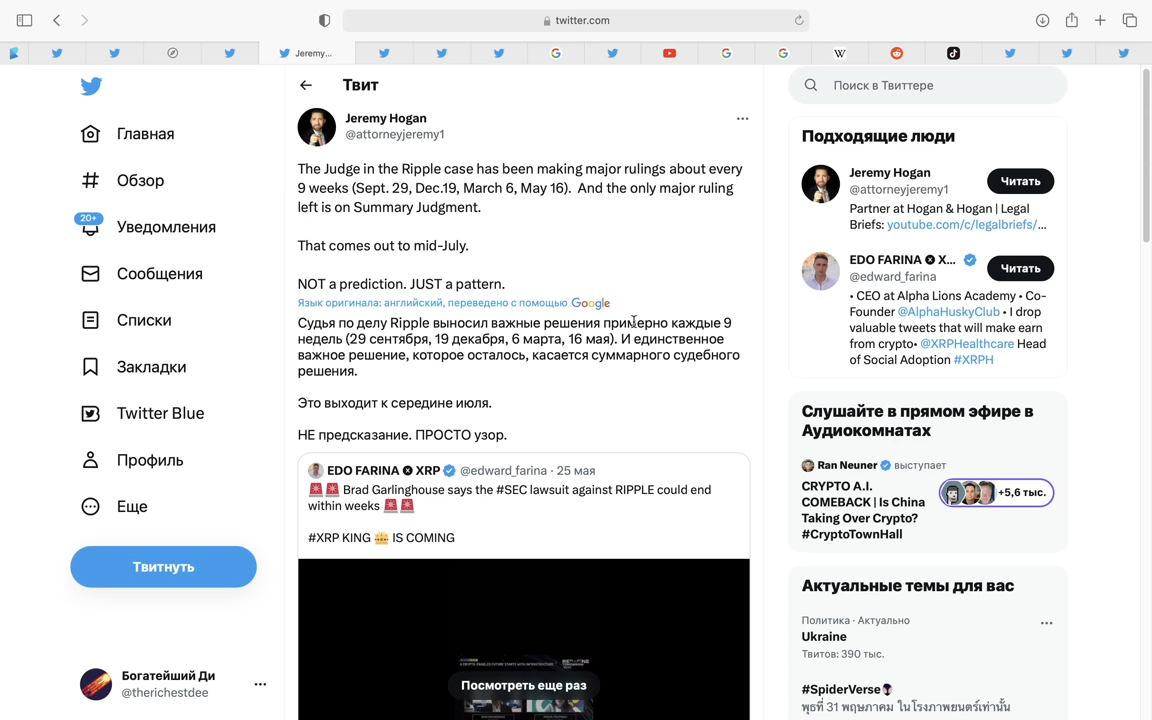 twitter.com
Jeremy...
Главная
Обзор
20+
Уведомления
Сообщения
Списки
Закладки
Twitter Blue
Профиль
Еще
Твитнуть
Богатейший Ди
@therichestdee
Твит
Jeremy Hogan
@attorneyjeremy1
The Judge in the Ripple case has been making major rulings about every
9 weeks (Sept. 29, Dec.19, March 6, May 16). And the only major ruling
left is on Summary Judgment.
That comes out to mid-July.
NOT a prediction. JUST a pattern.
Язык оригинала: английский, переведено с помощью Google
Судья по делу Ripple выносил важные решения примерно каждые 9
недель (29 сентября, 19 декабря, 6 марта, 16 мая). И единственное
важное решение, которое осталось, касается суммарного судебного
решения.
Это выходит к середине июля.
НЕ предсказание. ПРОСТО узор.
EDO FARINA XRP @edward_farina · 25 мая
Brad Garlinghouse says the #SEC lawsuit against RIPPLE could end
within weeks
#XRP KING IS COMING
Посмотреть еще раз
Поиск в Твиттере
Подходящие люди
Jeremy Hogan
@attorneyjeremy1
Читать
Partner at Hogan & Hogan | Legal
Briefs: youtube.com/c/legalbriefs/...
EDO FARINA X...
@edward_farina
Читать
• CEO at Alpha Lions Academy • Co-
Founder @AlphaHuskyClub • I drop
valuable tweets that will make earn
from crypto• @XRPHealthcare Head
of Social Adoption #XRPH
Слушайте в прямом эфире в
Аудиокомнатах
Ran Neuner выступает
CRYPTO A.I.
COMEBACK | Is China
Taking Over Crypto?
#CryptoTownHall
+5,6 тыс.
Актуальные темы для вас
Политика · Актуально
Ukraine
Твитов: 390 тыс.
#SpiderVerse
พุธที่ 31 พฤษภาคม ในโรงภาพยนตร์เท่านั้น